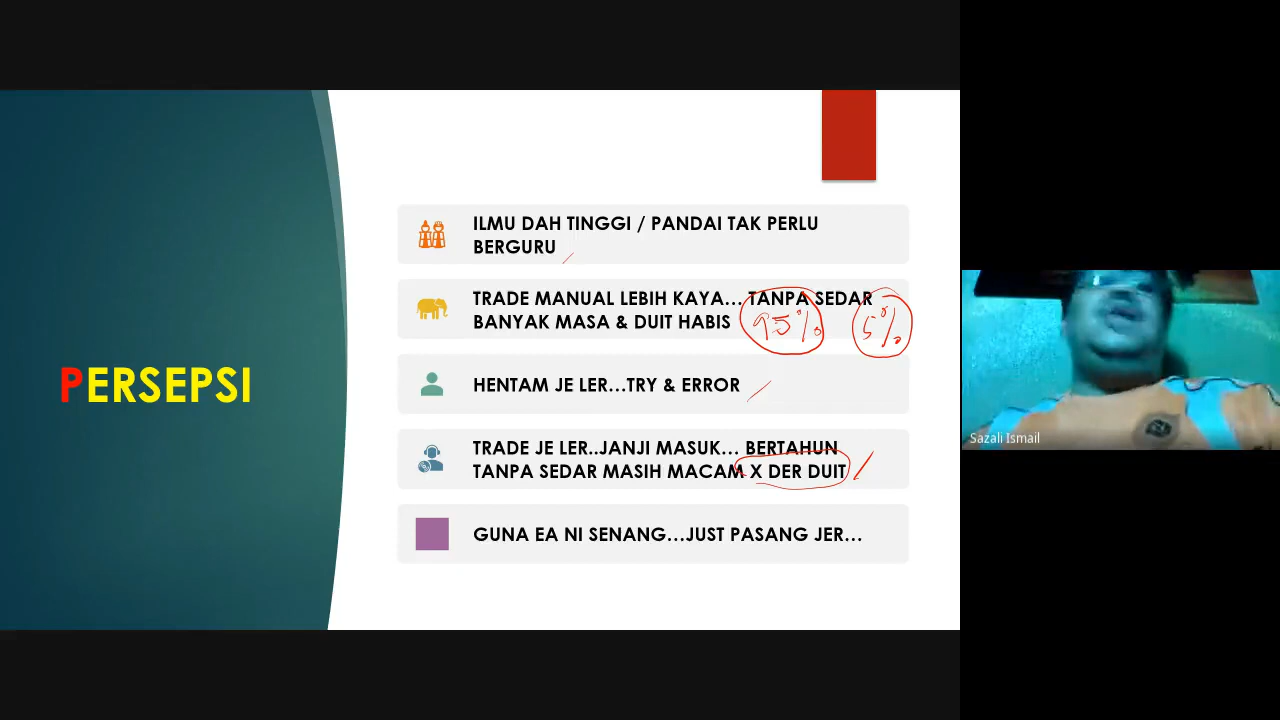 ILMU DAH TINGGI / PANDAI TAK PERLU
BERGURU
TRADE MANUAL LEBIH KAYA... TANPA SEDAR
BANYAK MASA & DUIT HABIS
95%
5%
HENTAM JE LER...TRY & ERROR
PERSEPSI
TRADE JE LER..JANJI MASUK... BERTAHUN
TANPA SEDAR MASIH MACAM X DER DUIT
GUNA EA NI SENANG...JUST PASANG JER...
Sazali Ismail